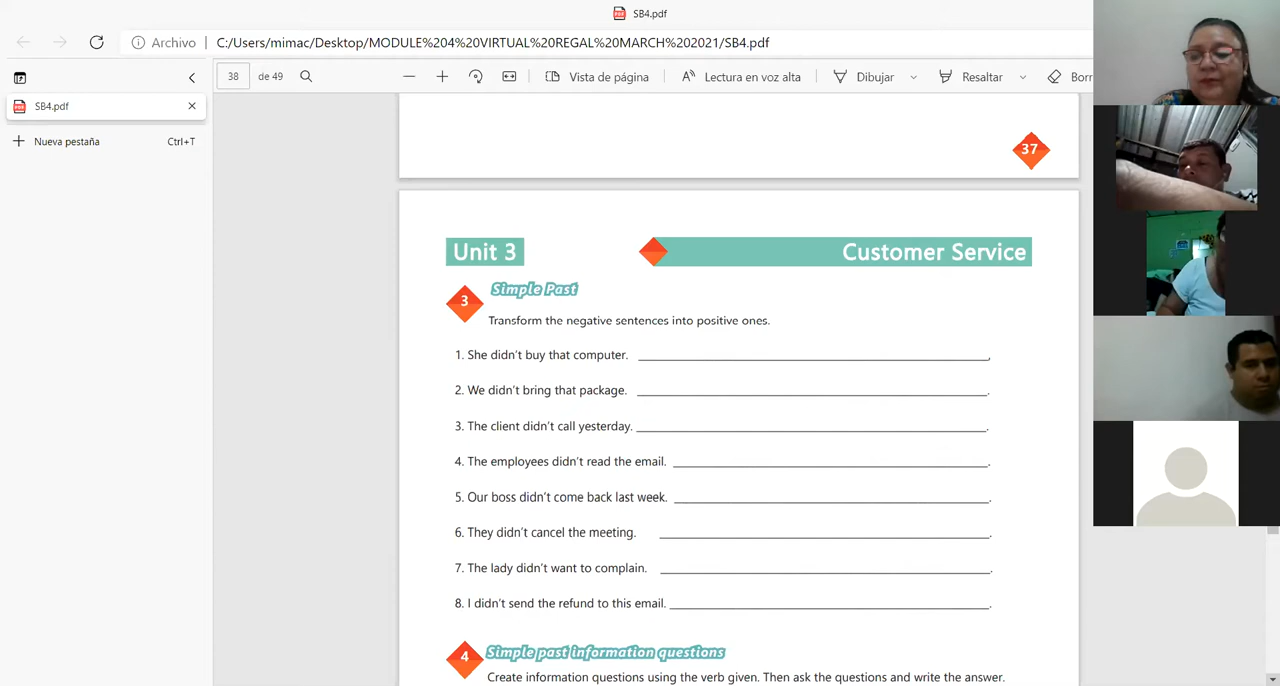 SB4.pdf
Archivo C:/Users/mimac/Desktop/MODULE%204%20VIRTUAL%20REGAL%20MARCH%202021/SB4.pdf
38 de 49 Vista de página Lectura en voz alta Dibujar Resaltar Borr
SB4.pdf
Nueva pestaña Ctrl+T
37
Unit 3 Customer Service
3 Simple Past
Transform the negative sentences into positive ones.
1. She didn't buy that computer. ,
2. We didn't bring that package. .
3. The client didn't call yesterday. .
4. The employees didn't read the email. .
5. Our boss didn't come back last week. .
6. They didn't cancel the meeting. .
7. The lady didn't want to complain. .
8. I didn't send the refund to this email. .
4 Simple past information questions
Create information questions using the verb given. Then ask the questions and write the answer.